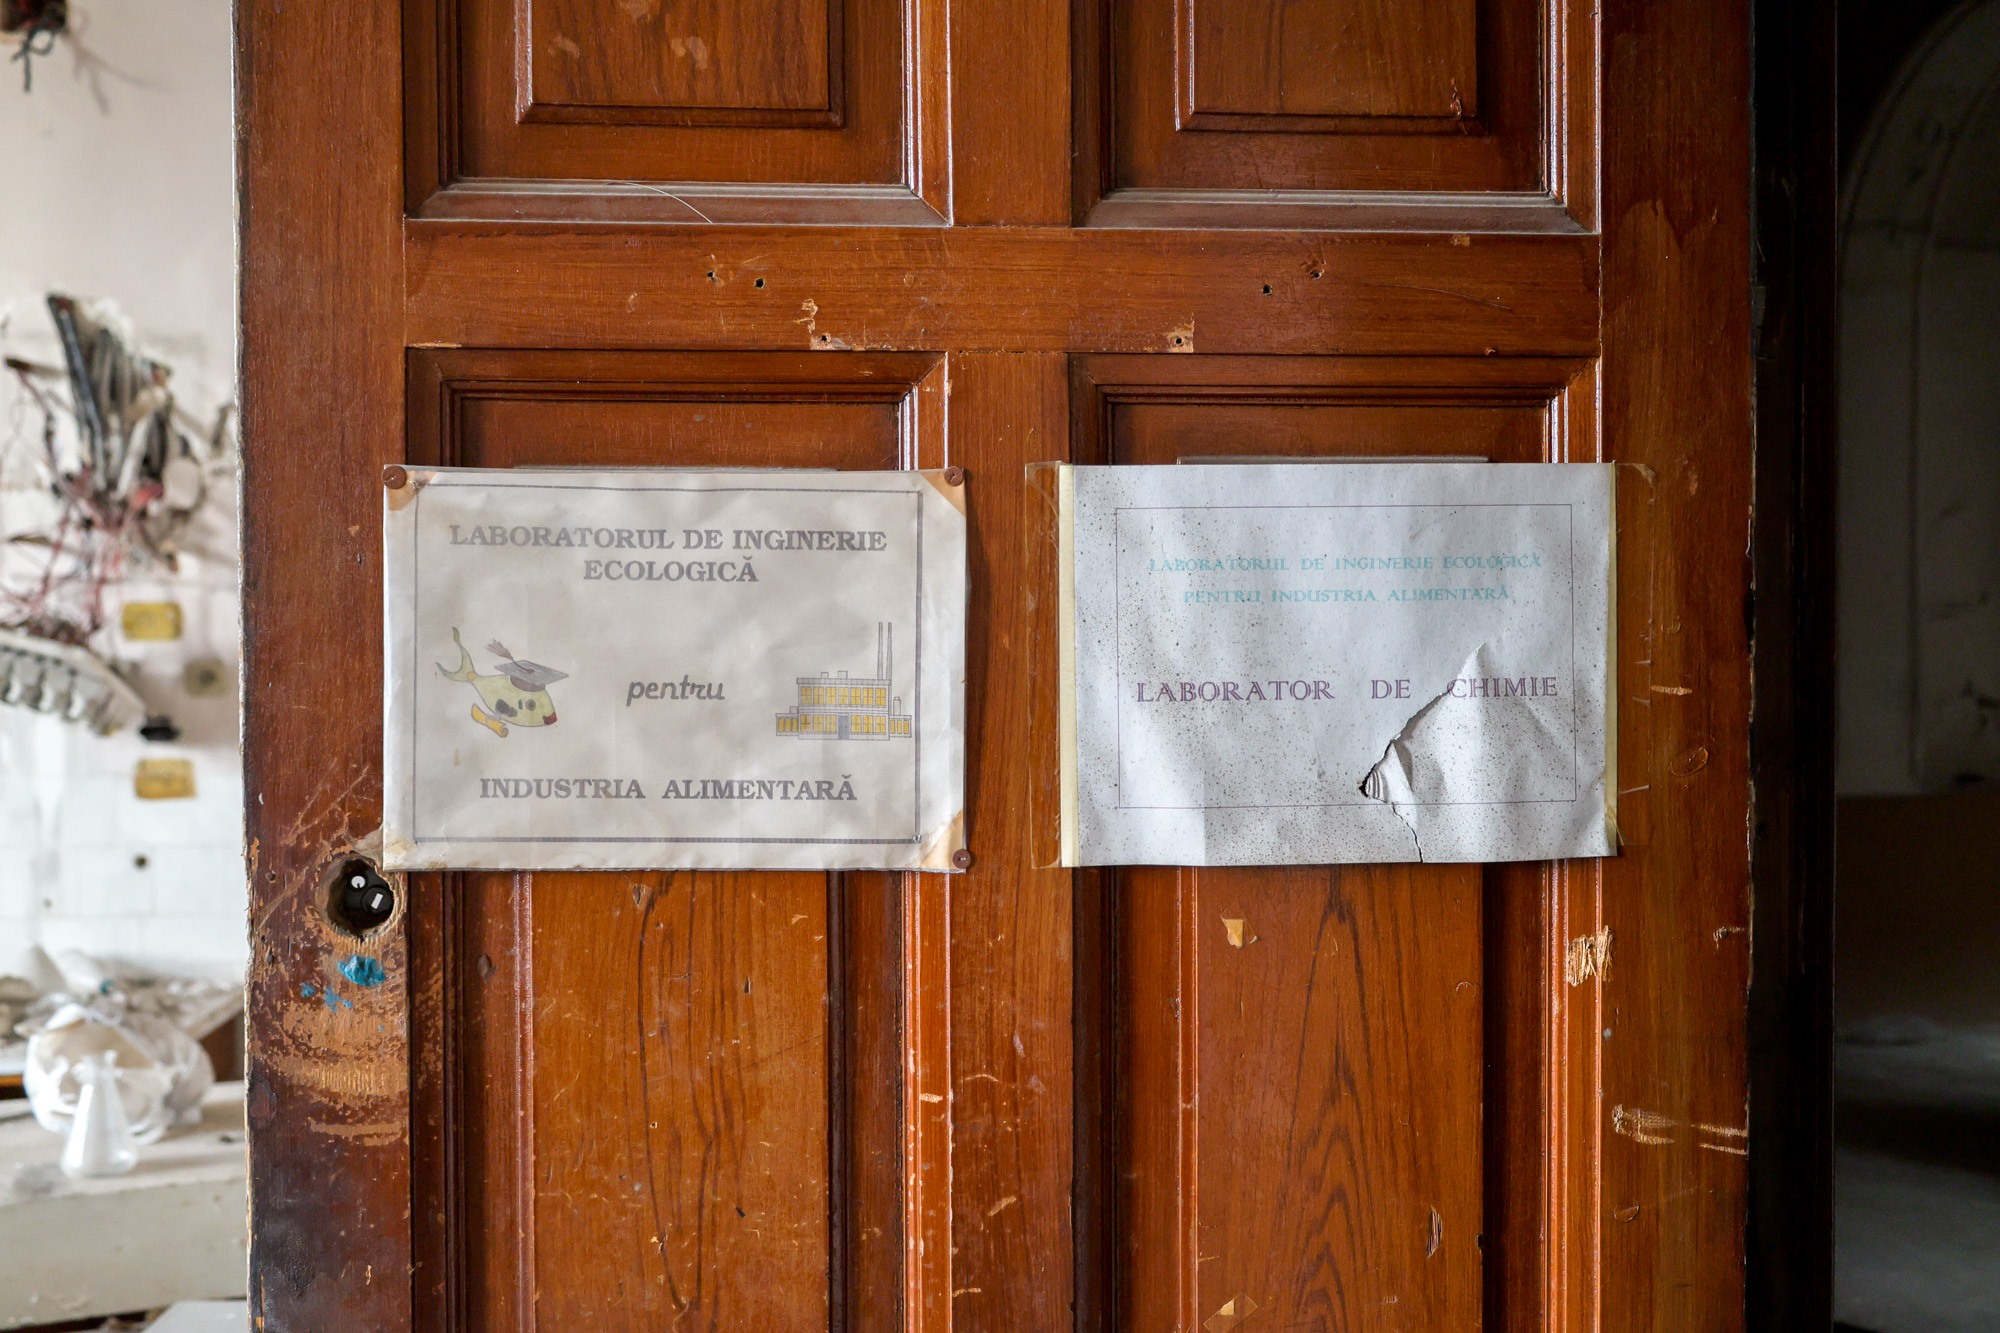 LABORATORUL DE INGINERIE
ECOLOGICĂ
pentru
INDUSTRIA ALIMENTARĂ
LABORATORUL DE INGINERIE ECOLOGICĂ
PENTRU INDUSTRIA ALIMENTARĂ
LABORATOR DE CHIMIE